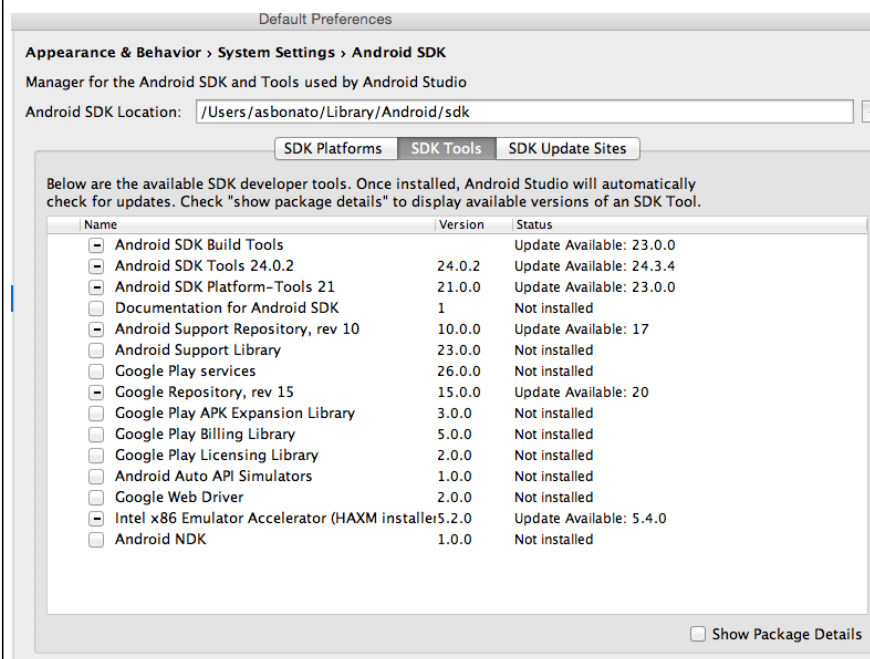 Default Preferences
Appearance & Behavior › System Settings › Android SDK
Manager for the Android SDK and Tools used by Android Studio
Android SDK Location: /Users/asbonato/Library/Android/sdk
SDK Platforms SDK Tools SDK Update Sites
Below are the available SDK developer tools. Once installed, Android Studio will automatically
check for updates. Check "show package details" to display available versions of an SDK Tool.
Name Version Status
Android SDK Build Tools Update Available: 23.0.0
Android SDK Tools 24.0.2 24.0.2 Update Available: 24.3.4
Android SDK Platform-Tools 21 21.0.0 Update Available: 23.0.0
Documentation for Android SDK 1 Not installed
Android Support Repository, rev 10 10.0.0 Update Available: 17
Android Support Library 23.0.0 Not installed
Google Play services 26.0.0 Not installed
Google Repository, rev 15 15.0.0 Update Available: 20
Google Play APK Expansion Library 3.0.0 Not installed
Google Play Billing Library 5.0.0 Not installed
Google Play Licensing Library 2.0.0 Not installed
Android Auto API Simulators 1.0.0 Not installed
Google Web Driver 2.0.0 Not installed
Intel x86 Emulator Accelerator (HAXM installer 5.2.0 Update Available: 5.4.0
Android NDK 1.0.0 Not installed
Show Package Details